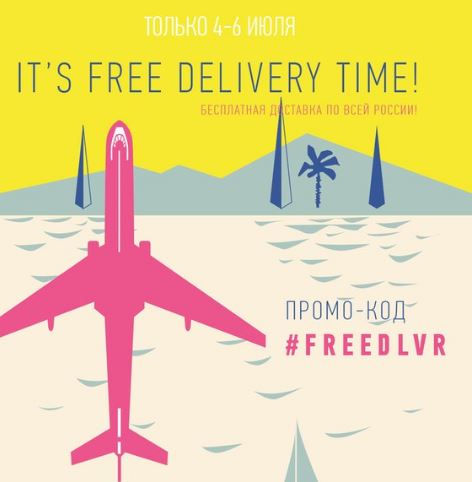 ТОЛЬКО 4-6 ИЮЛЯ
IT'S FREE DELIVERY TIME!
БЕСПЛАТНАЯ ДОСТАВКА ПО ВСЕЙ РОССИИ!
ПРОМО-КОД
#FREEDLVR